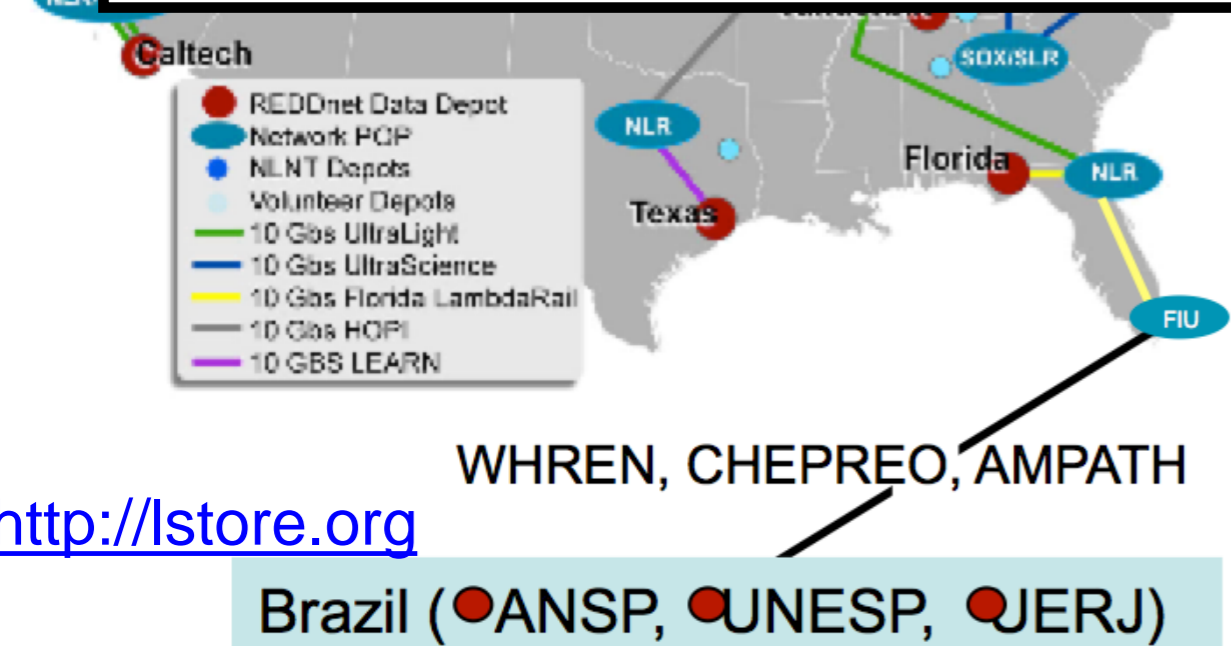 Caltech
SOX/SLR
REDDnet Data Depot
Network POP
NLNT Depots
Volunteer Depots
10 Gbs UltraLight
10 Gbs UltraScience
10 Gbs Florida LambdaRail
10 Gbs HOPI
10 GBS LEARN
NLR
Texas
Florida
NLR
FIU
WHREN, CHEPREO, AMPATH
http://lstore.org
Brazil (ANSP, UNESP, UERJ)